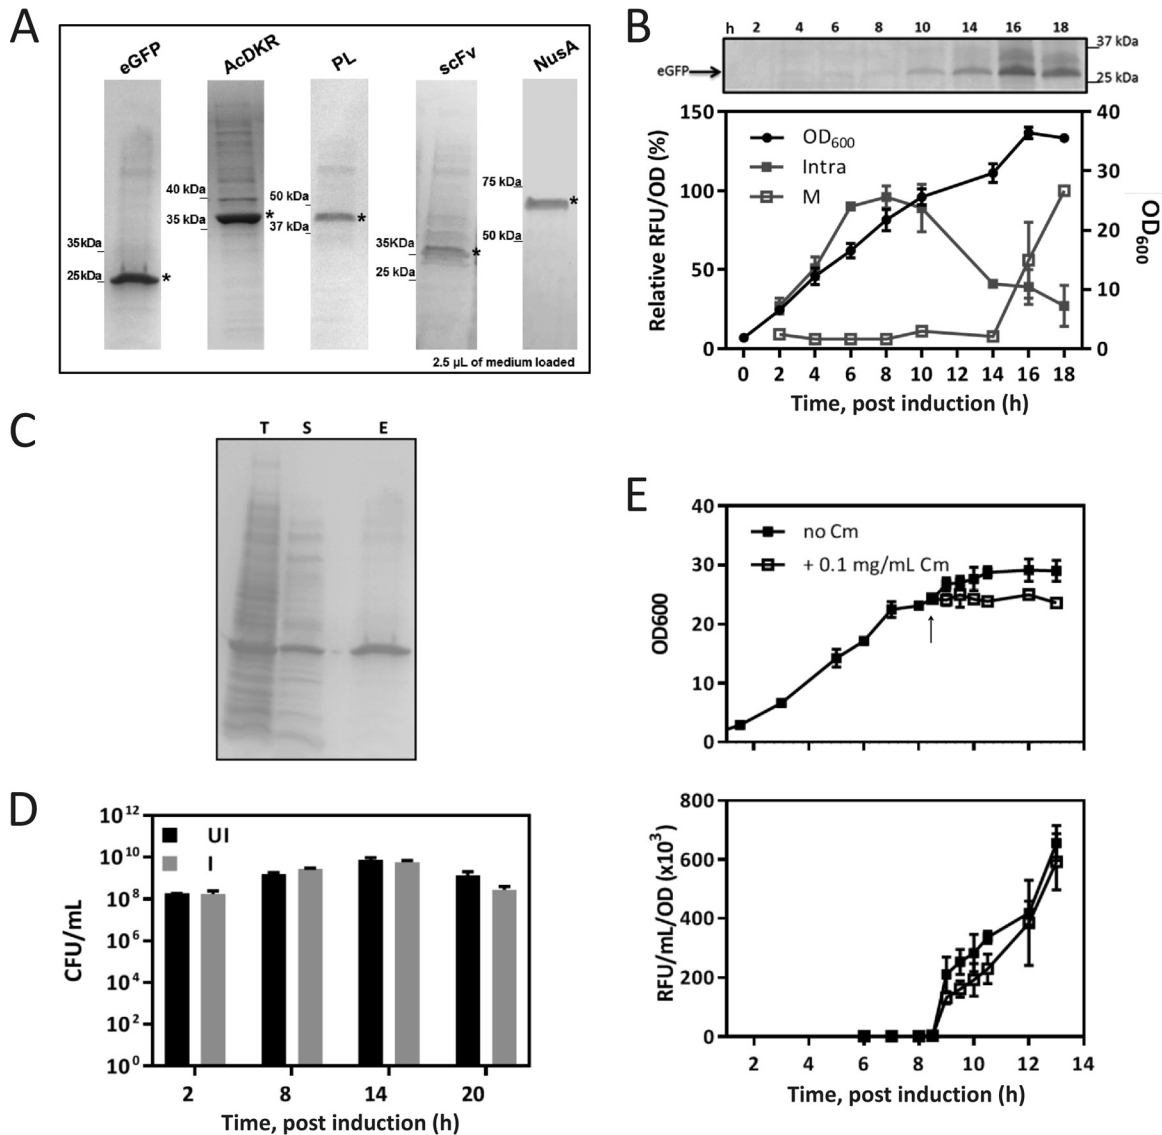 A
eGFP AcDKR PL scFv NusA
40 kDa
35 kDa
35kDa
25kDa
50 kDa
37 kDa
35KDa
25 kDa
75 kDa
50 kDa
* * * * *
2.5 µL of medium loaded
B
h 2 4 6 8 10 14 16 18
eGFP
37 kDa
25 kDa
150
100
50
0
Relative RFU/OD (%)
OD600
Intra
M
40
30
20
10
0
OD600
0 2 4 6 8 10 12 14 16 18
Time, post induction (h)
C
T S E
D
10^12
10^10
10^8
10^6
10^4
10^2
10^0
CFU/mL
UI
I
2 8 14 20
Time, post induction (h)
E
40
30
20
10
0
OD600
no Cm
+ 0.1 mg/mL Cm
800
600
400
200
0
RFU/mL/OD (x10^3)
2 4 6 8 10 12 14
Time, post induction (h)